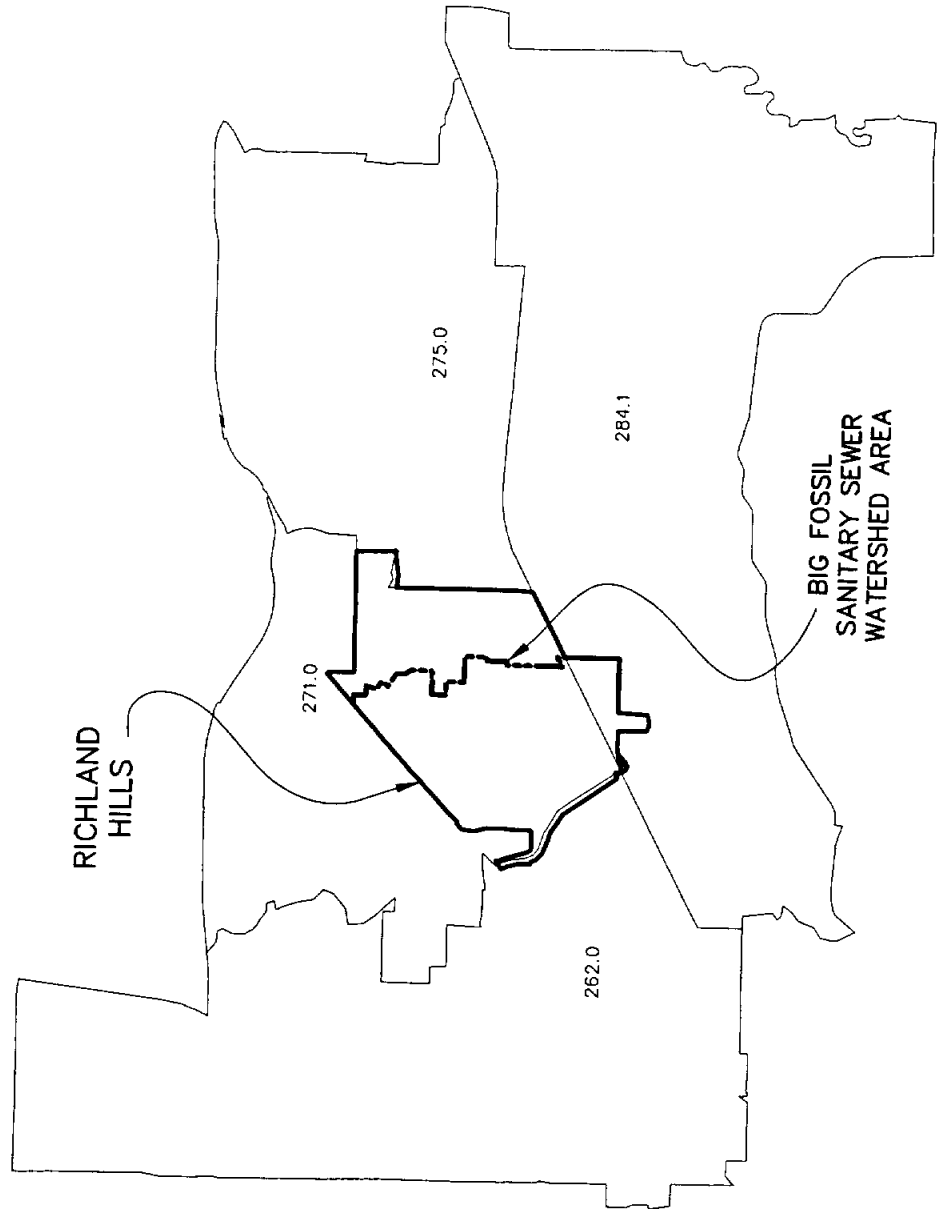 RICHLAND
HILLS
271.0
275.0
284.1
262.0
BIG FOSSIL
SANITARY SEWER
WATERSHED AREA